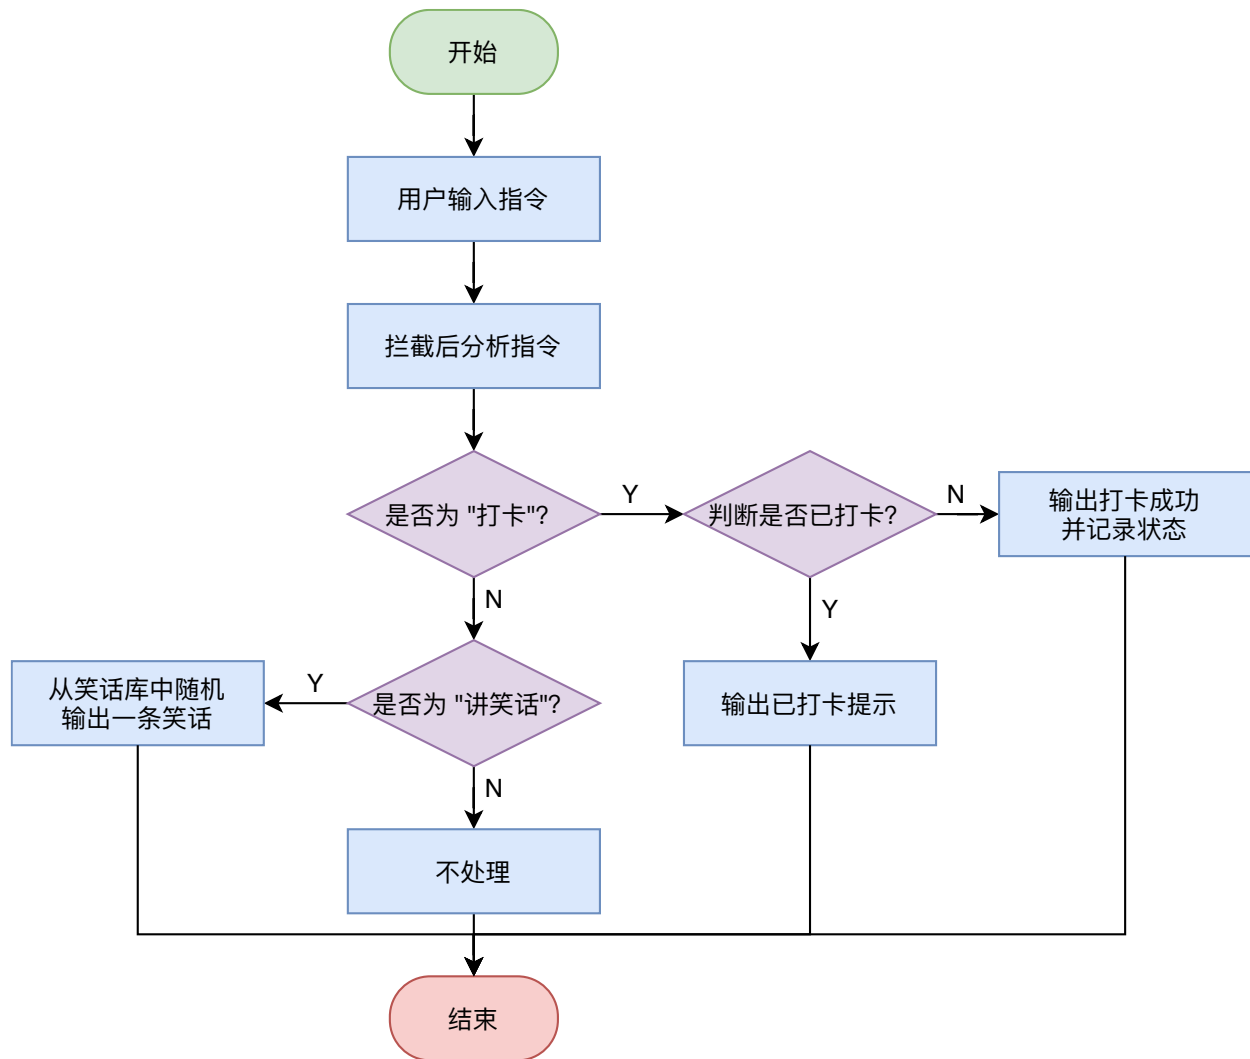 开始
用户输入指令
拦截后分析指令
是否为 "打卡"?
Y
判断是否已打卡?
N
输出打卡成功
并记录状态
N
Y
从笑话库中随机
输出一条笑话
Y
是否为 "讲笑话"?
输出已打卡提示
N
不处理
结束